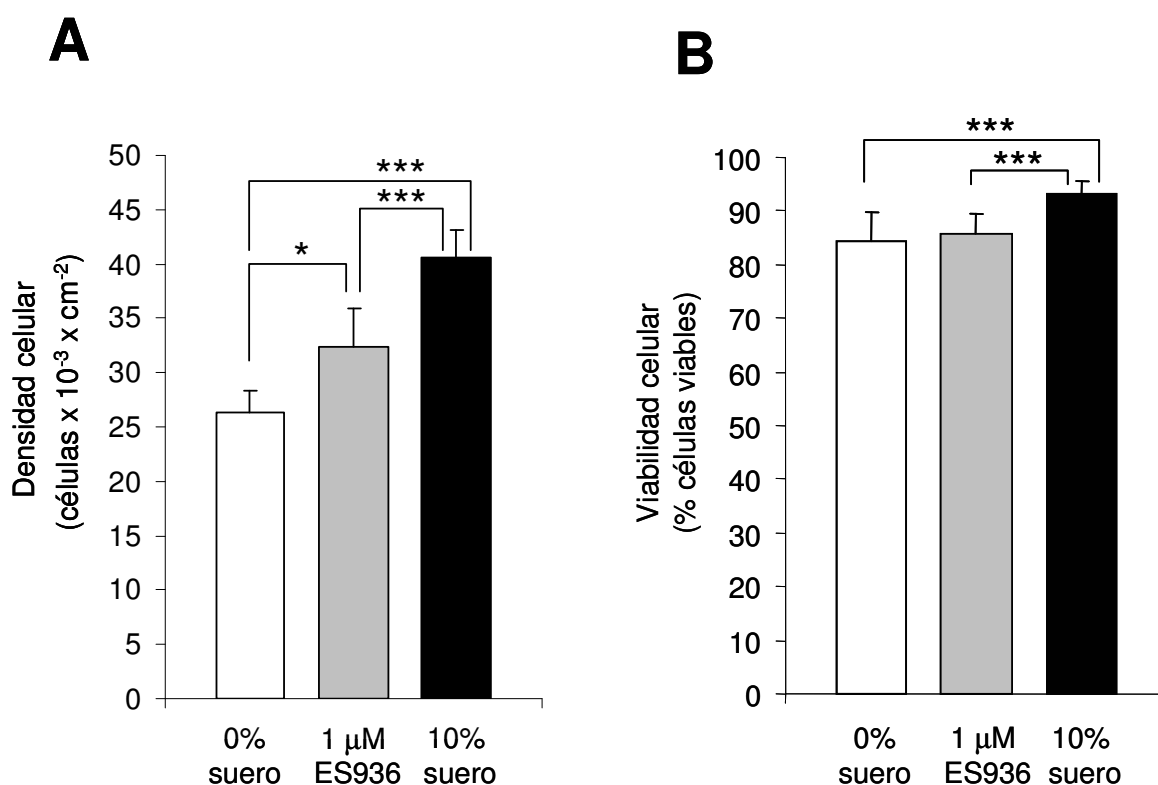 A
Densidad celular
(células x 10-3 x cm-2)
50
45
40
35
30
25
20
15
10
5
0
***
***
*
0%
suero
1 µM
ES936
10%
suero
B
Viabilidad celular
(% células viables)
100
90
80
70
60
50
40
30
20
10
0
***
***
0%
suero
1 µM
ES936
10%
suero